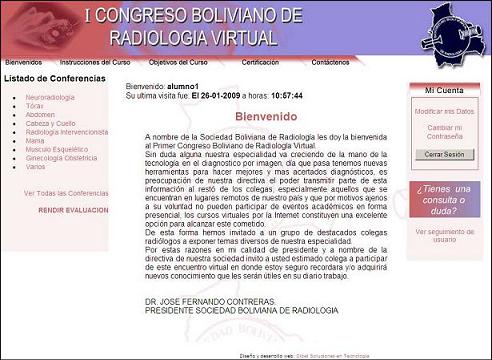 I CONGRESO BOLIVIANO DE
RADIOLOGIA VIRTUAL
Bienvenidos
Instrucciones del Curso
Objetivos del Curso
Certificación
Contáctenos
Listado de Conferencias
Neuroradiología
Tórax
Abdomen
Cabeza y Cuello
Radiología Intervencionista
Mama
Musculo Esquelético
Ginecología Obstetricia
Varios
Ver Todas las Conferencias
RENDIR EVALUACION
Bienvenido: alumno1
Su ultima visita fue: El 26-01-2009 a horas: 10:57:44
Bienvenido
A nombre de la Sociedad Boliviana de Radiología les doy la bienvenida
al Primer Congreso Boliviano de Radiología Virtual.
Sin duda alguna nuestra especialidad va creciendo de la mano de la
tecnología en el diagnostico por imagen, día que pasa tenemos nuevas
herramientas para hacer mejores y mas acertados diagnósticos, es
preocupación de nuestra directiva el poder transmitir parte de esta
información al resto de los colegas, especialmente aquellos que se
encuentran en lugares remotos de nuestro país y que por motivos ajenos
a su voluntad no pueden participar de eventos académicos en forma
presencial, los cursos virtuales por la Internet constituyen una excelente
opción para alcanzar este cometido.
De esta forma hemos invitado a un grupo de destacados colegas
radiólogos a exponer temas diversos de nuestra especialidad.
Por estas razones en mi calidad de presidente y a nombre de la
directiva de nuestra sociedad invito a usted estimado colega a participar
de este encuentro virtual en donde estoy seguro recordara y/o adquirirá
nuevos conocimiento que les serán útiles en su diario trabajo.
DR. JOSE FERNANDO CONTRERAS.
PRESIDENTE SOCIEDAD BOLIVIANA DE RADIOLOGIA
Mi Cuenta
Modificar mis Datos
Cambiar mi
Contraseña
Cerrar Sesión
¿Tienes una
consulta o
duda?
Ver seguimiento de
usuario
Diseño y desarrollo web: Soluciones en Tecnología